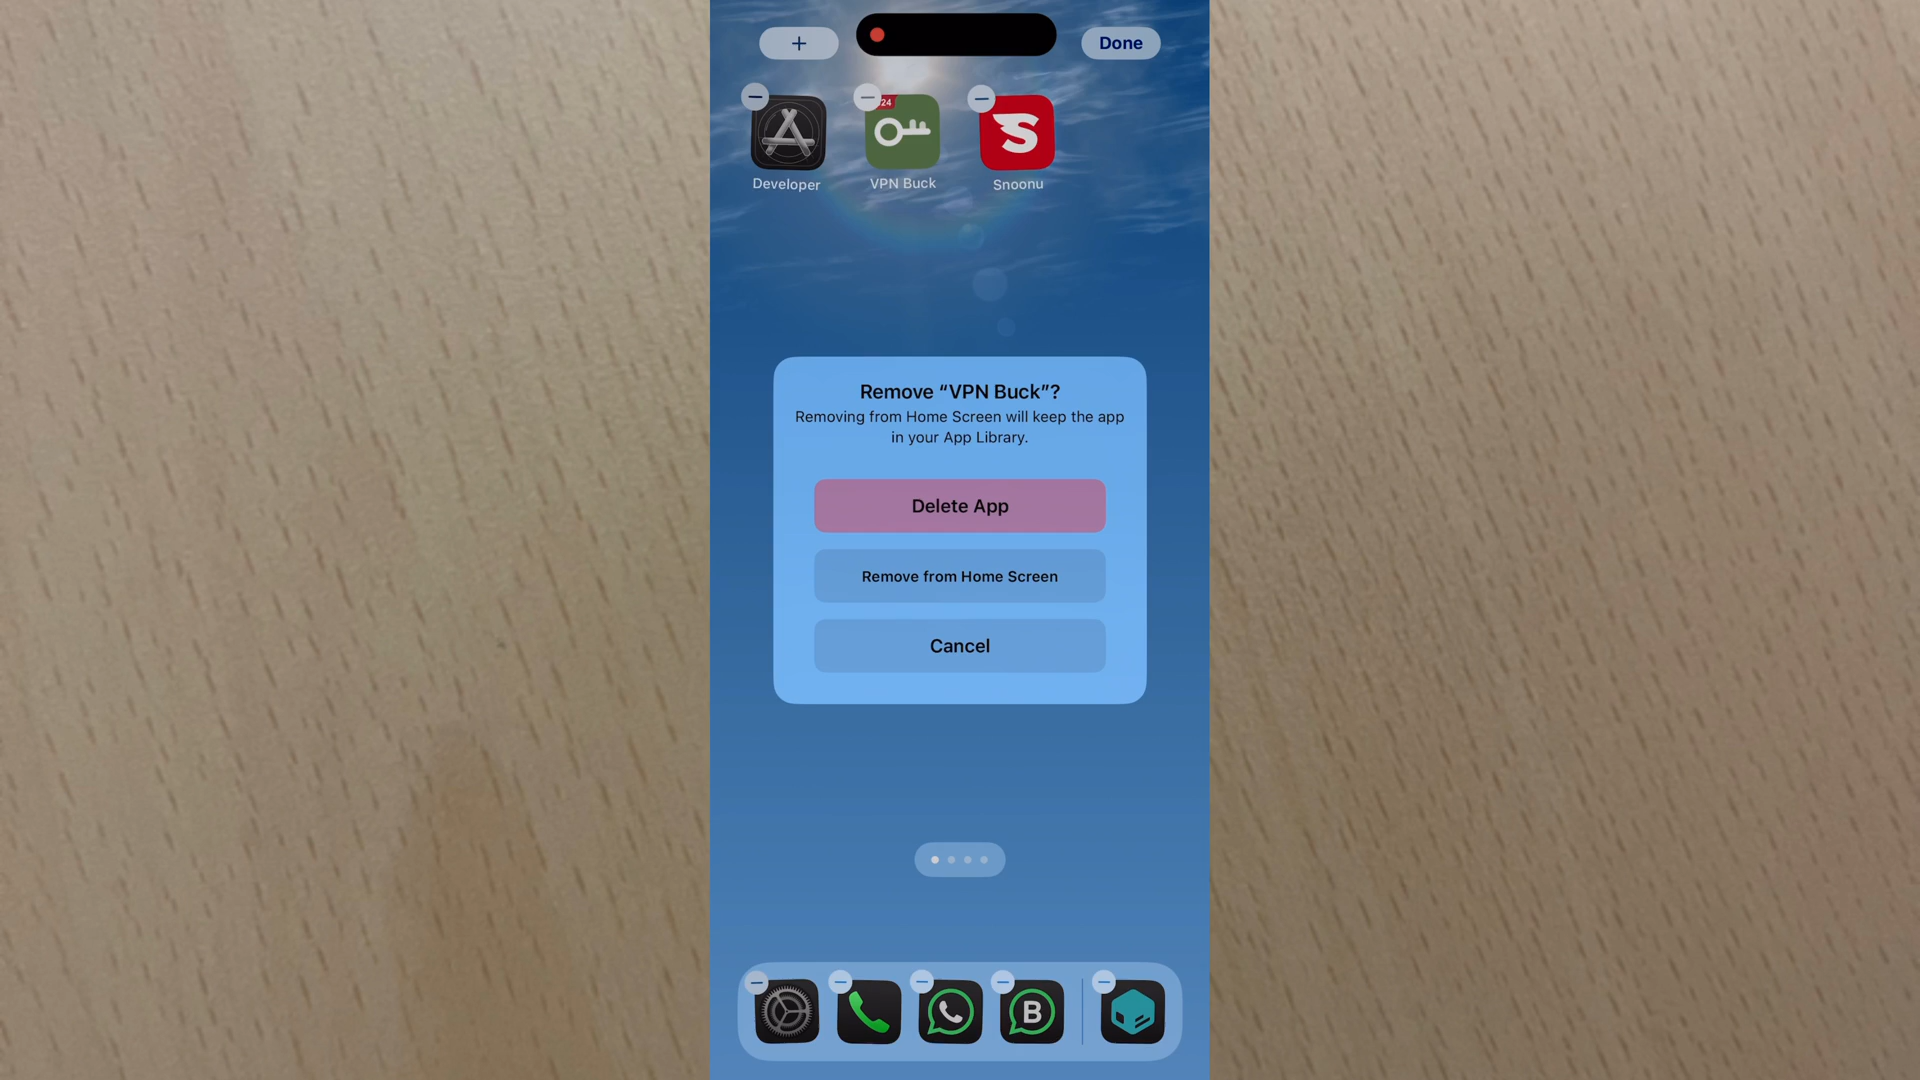 +
Done
24
Developer
VPN Buck
S
Snoonu
Remove “VPN Buck”?
Removing from Home Screen will keep the app
in your App Library.
Delete App
Remove from Home Screen
Cancel
B